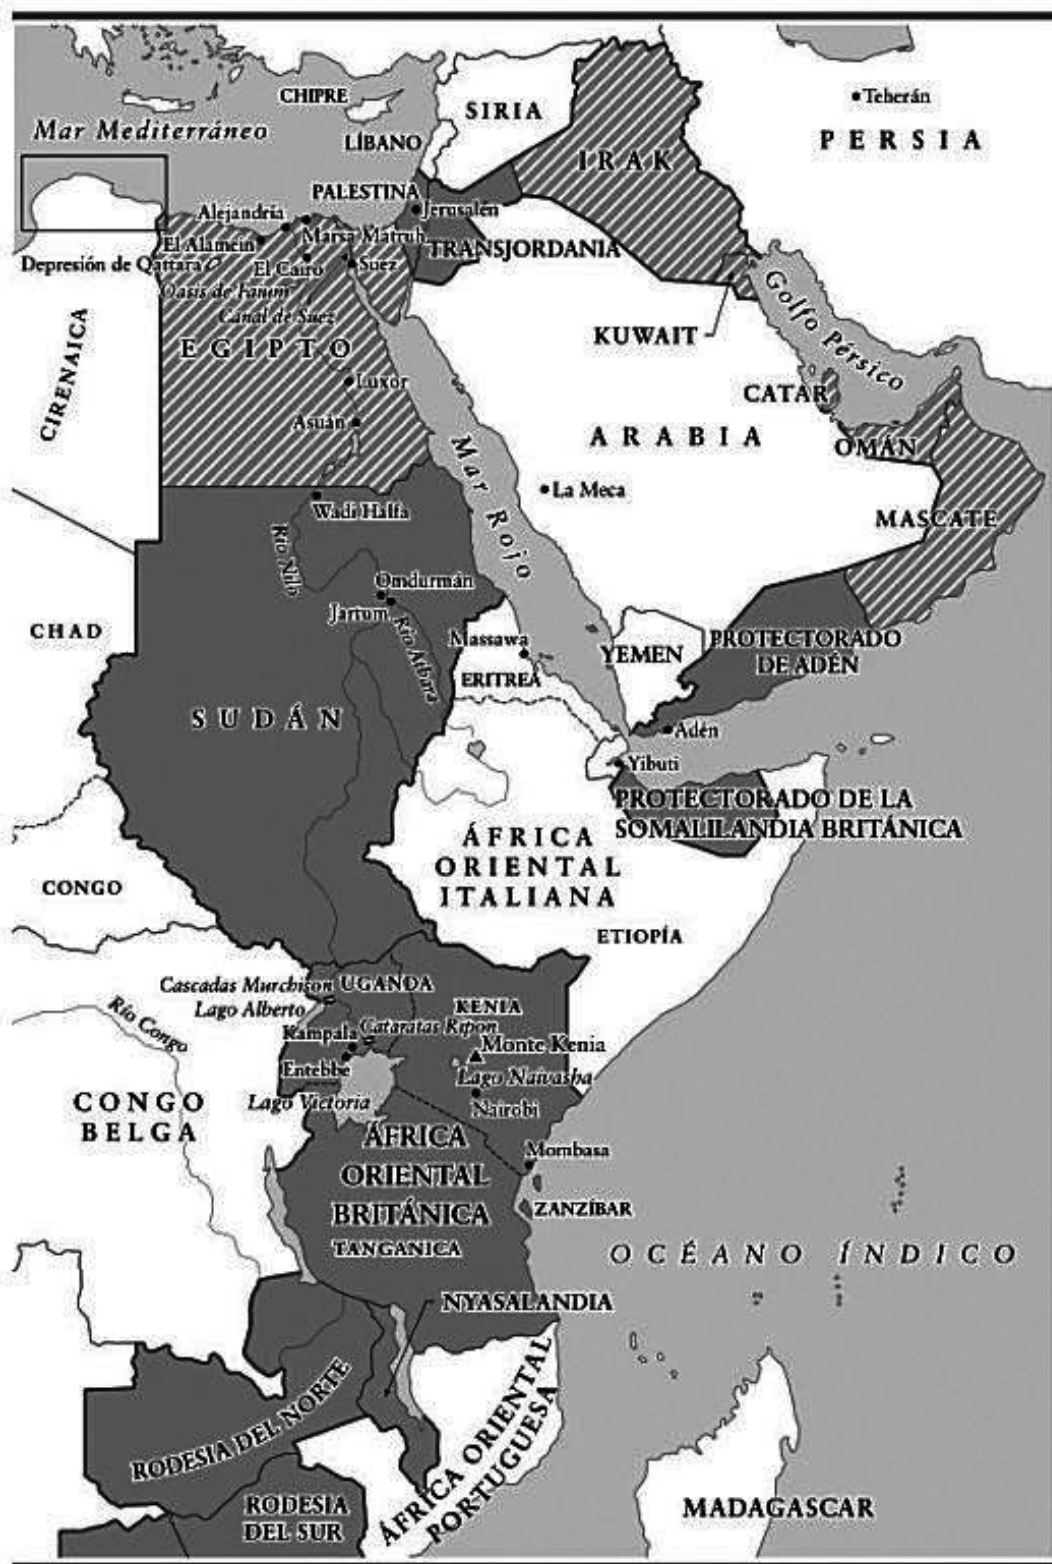 CHIPRE
SIRIA
Teherán
PERSIA
Mar Mediterráneo
LÍBANO
IRAK
PALESTINA
Jerusalén
Alejandría
El Alamein
Marsa Matruh
TRANSJORDANIA
Depresión de Qattara
El Cairo
Suez
Oasis de Faium
Canal de Suez
EGIPTO
KUWAIT
Golfo Pérsico
CIRENAICA
Luxor
CATAR
Asuán
ARABIA
OMÁN
Mar Rojo
La Meca
Wadi Halfa
MASCATE
Río Nilo
Omdurmán
Jartum
Río Atbara
CHAD
Massawa
ERITREA
YEMEN
PROTECTORADO
DE ADÉN
SUDÁN
Adén
Yibuti
PROTECTORADO DE LA
SOMALILANDIA BRITÁNICA
ÁFRICA
ORIENTAL
ITALIANA
CONGO
ETIOPÍA
Cascadas Murchison
UGANDA
Lago Alberto
KENIA
Río Congo
Kampala
Cataratas Ripon
Entebbe
Monte Kenia
Lago Naivasha
Lago Victoria
Nairobi
CONGO
BELGA
ÁFRICA
ORIENTAL
BRITÁNICA
TANGANICA
Mombasa
ZANZÍBAR
OCÉANO ÍNDICO
NYASALANDIA
RODESIA DEL NORTE
ÁFRICA ORIENTAL
PORTUGUESA
RODESIA
DEL SUR
MADAGASCAR